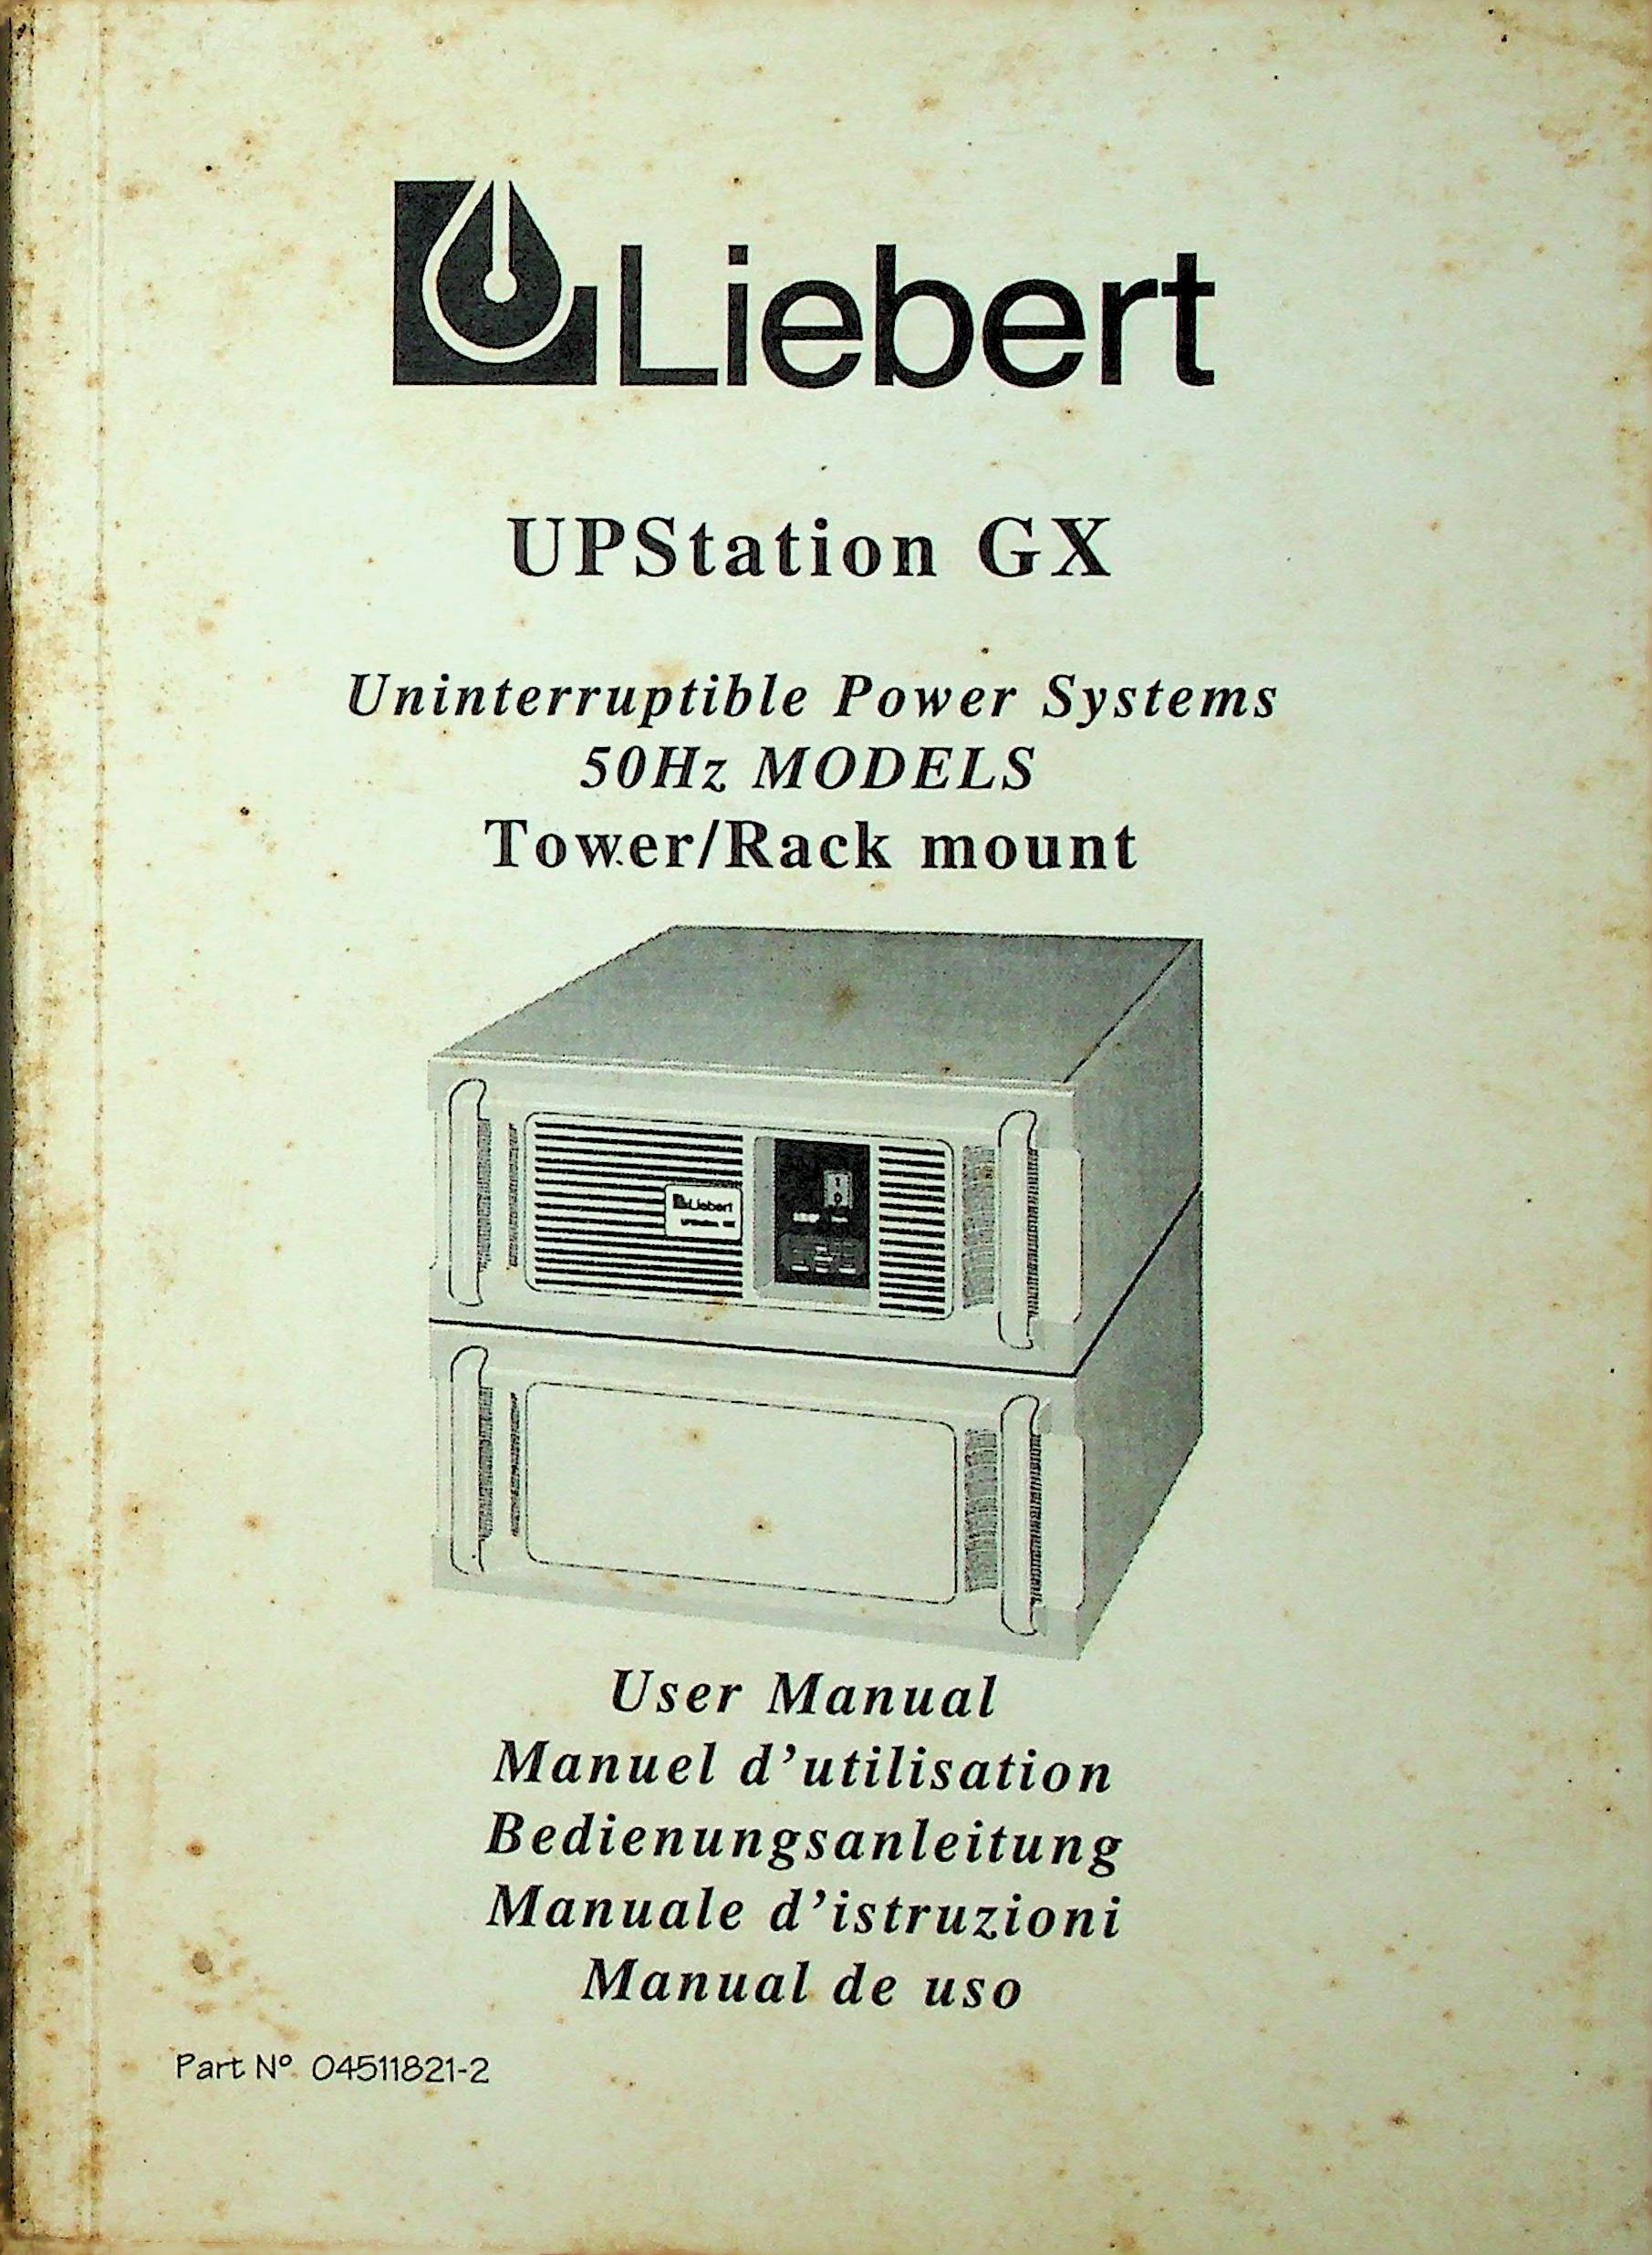 Liebert
UPStation GX
Uninterruptible Power Systems
50Hz MODELS
Tower/Rack mount
Liebert
User Manual
Manuel d'utilisation
Bedienungsanleitung
Manuale d'istruzioni
Manual de uso
Part Nº 04511821-2